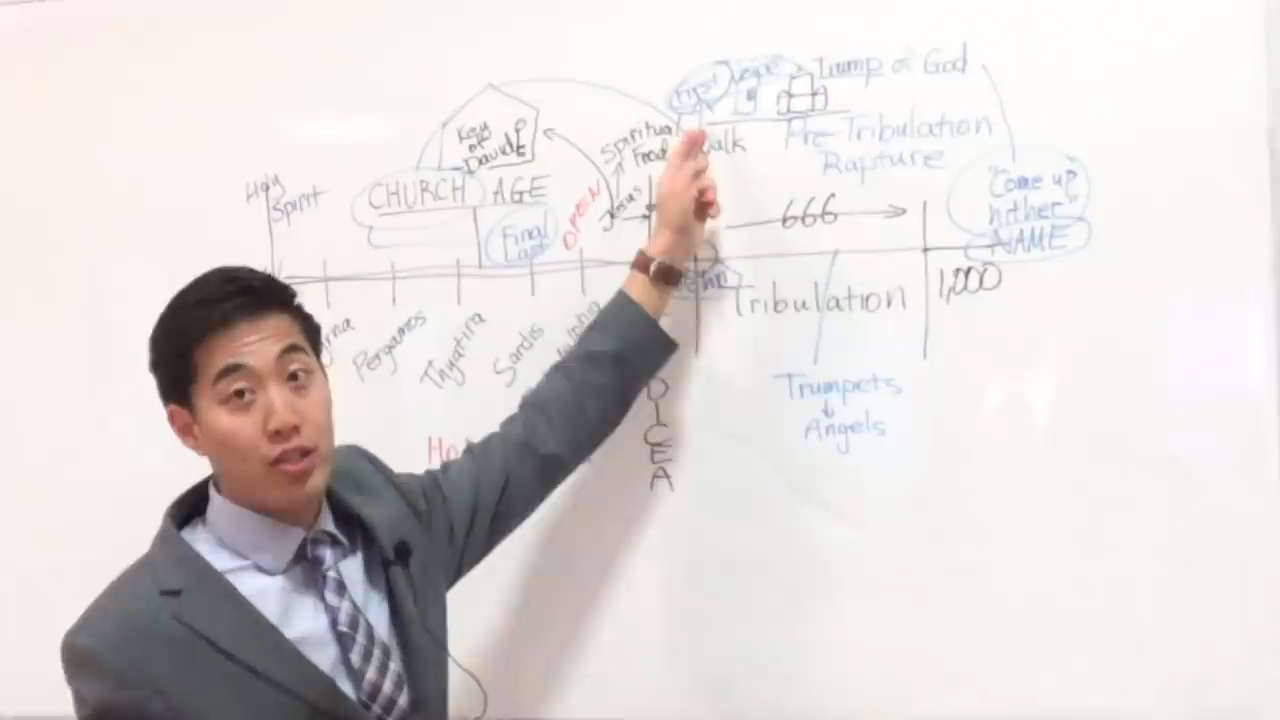 Trump of God
walk
Pre-Tribulation
Rapture
Key
of
David
Spiritual
Food
Holy
Spirit
CHURCH AGE
OPEN
Jesus
666
"Come up
hither"
NAME
Final
Last
Tribulation
1,000
Pergamos
Thyatira
Sardis
DICEA
Trumpets
Angels